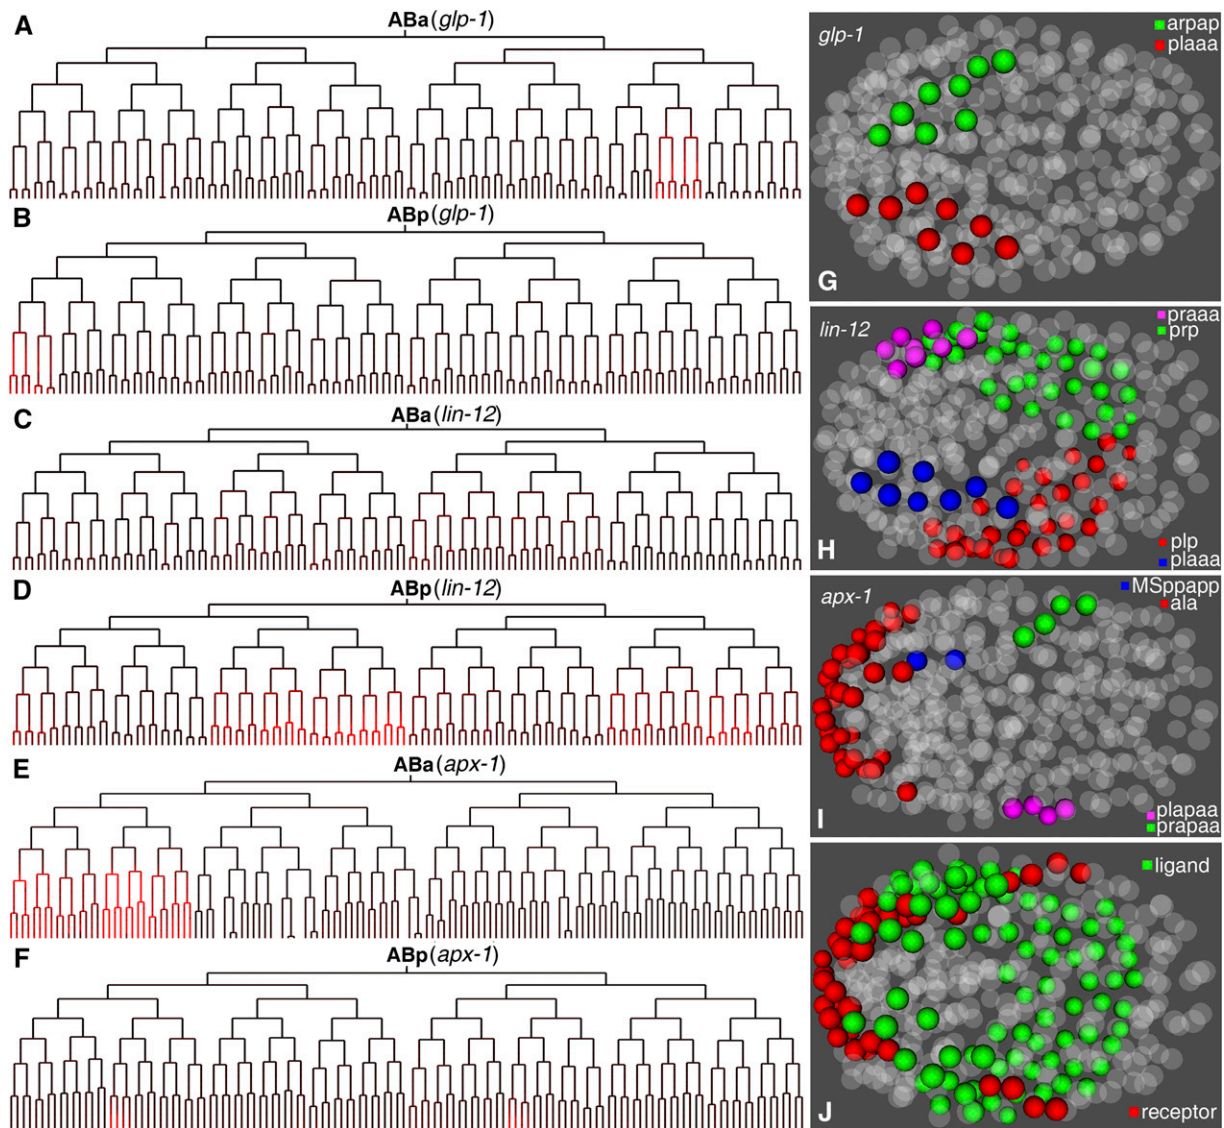 A
ABa(glp-1)
B
ABp(glp-1)
C
ABa(lin-12)
D
ABp(lin-12)
E
ABa(apx-1)
F
ABp(apx-1)
glp-1
arpap
plaaa
G
lin-12
praaa
prp
plp
plaaa
H
apx-1
MSppapp
ala
plapaa
prapaa
I
ligand
receptor
J